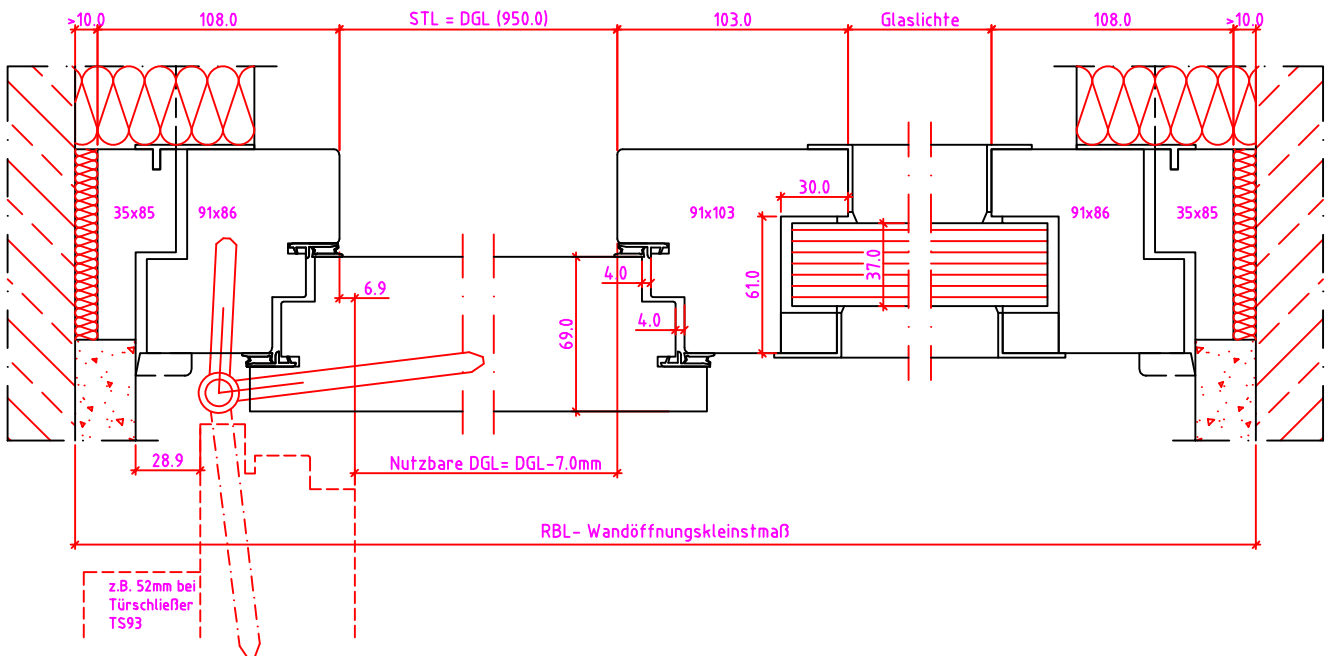 >10.0
108.0
STL = DGL (950.0)
103.0
Glaslichte
108.0
>10.0
35x85
91x86
91x103
30.0
91x86
35x85
4.0
6.9
61.0
37.0
4.0
69.0
28.9
Nutzbare DGL= DGL-7.0mm
RBL- Wandöffnungskleinstmaß
z.B. 52mm bei
Türschließer
TS93